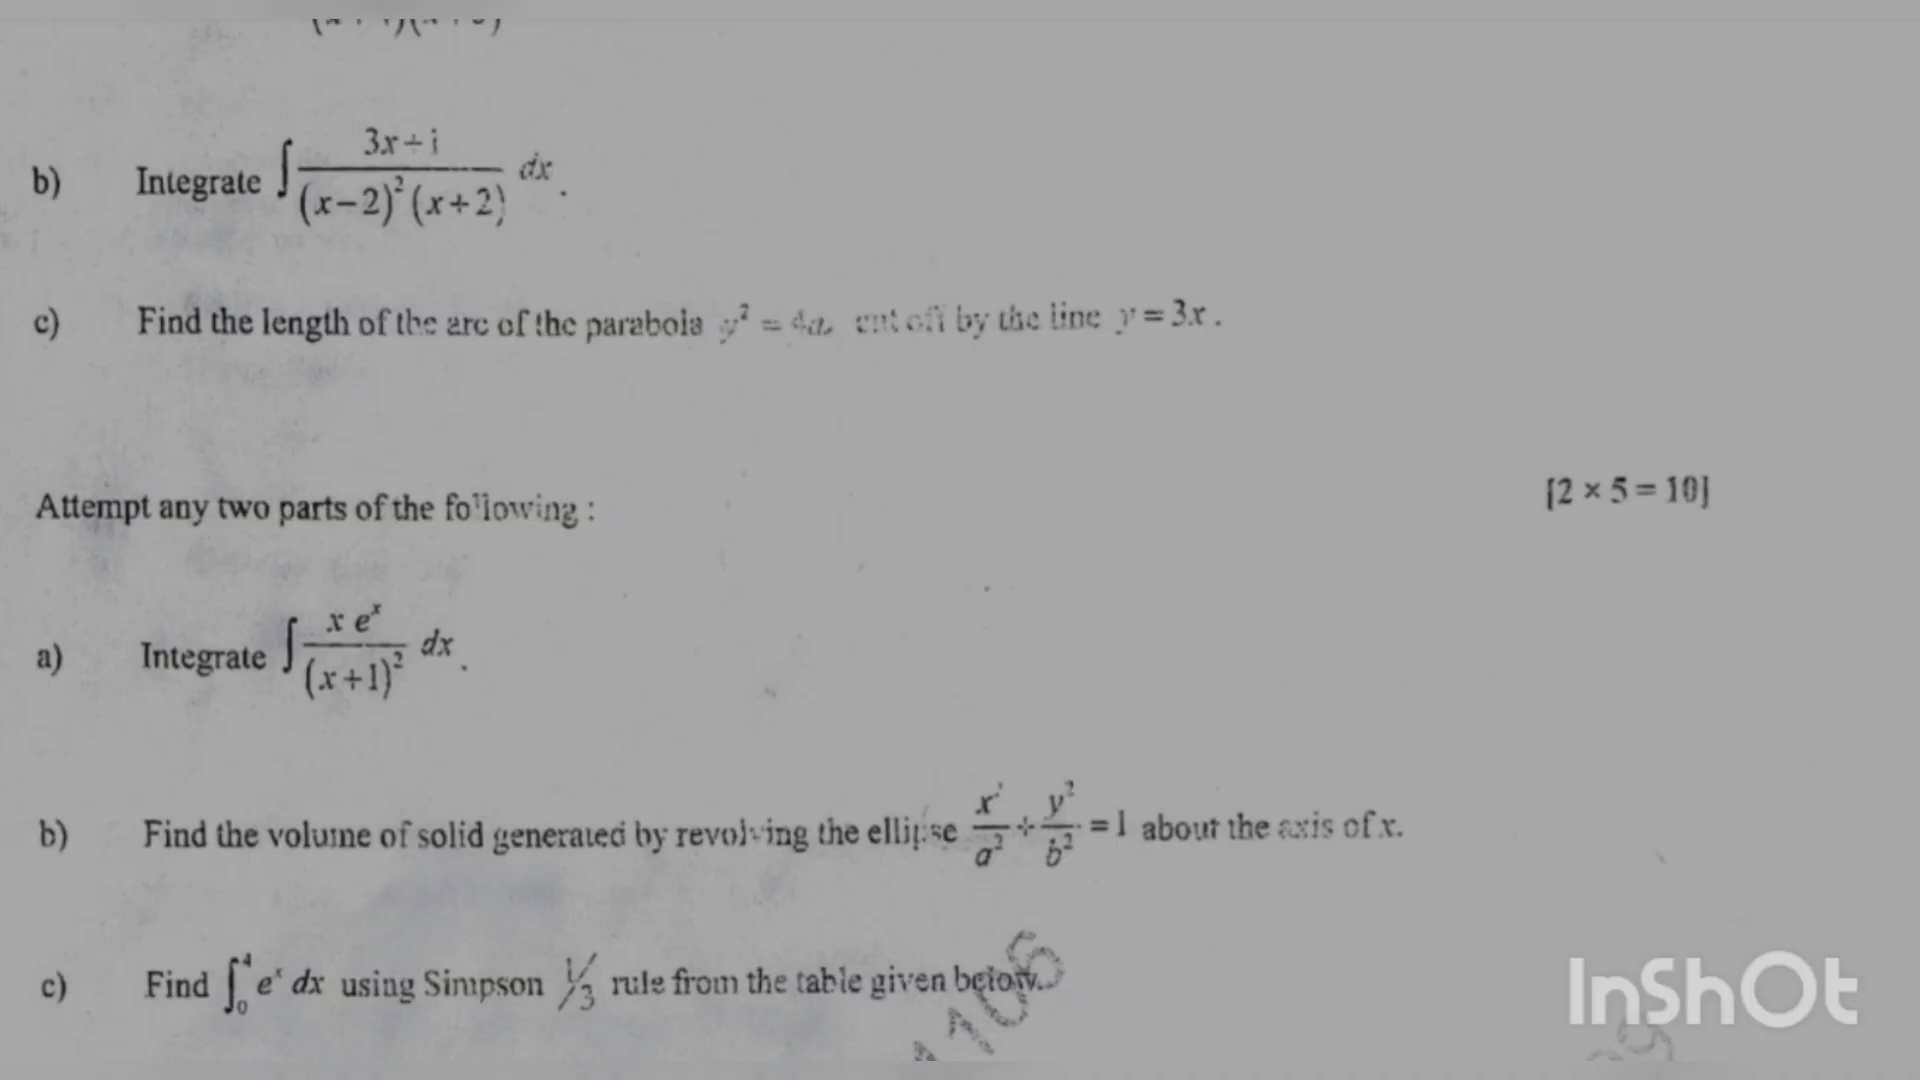 b) Integrate ∫ 3x+1 / (x−2)² (x+2) dx .
c) Find the length of the arc of the parabola y² = 4a cut off by the line y = 3x .
Attempt any two parts of the following : [2 × 5 = 10]
a) Integrate ∫ x eˣ / (x+1)² dx .
b) Find the volume of solid generated by revolving the ellipse x²/a² + y²/b² = 1 about the axis of x.
c) Find ∫₀⁴ eˣ dx using Simpson 1/3 rule from the table given below.
1105
InShOt